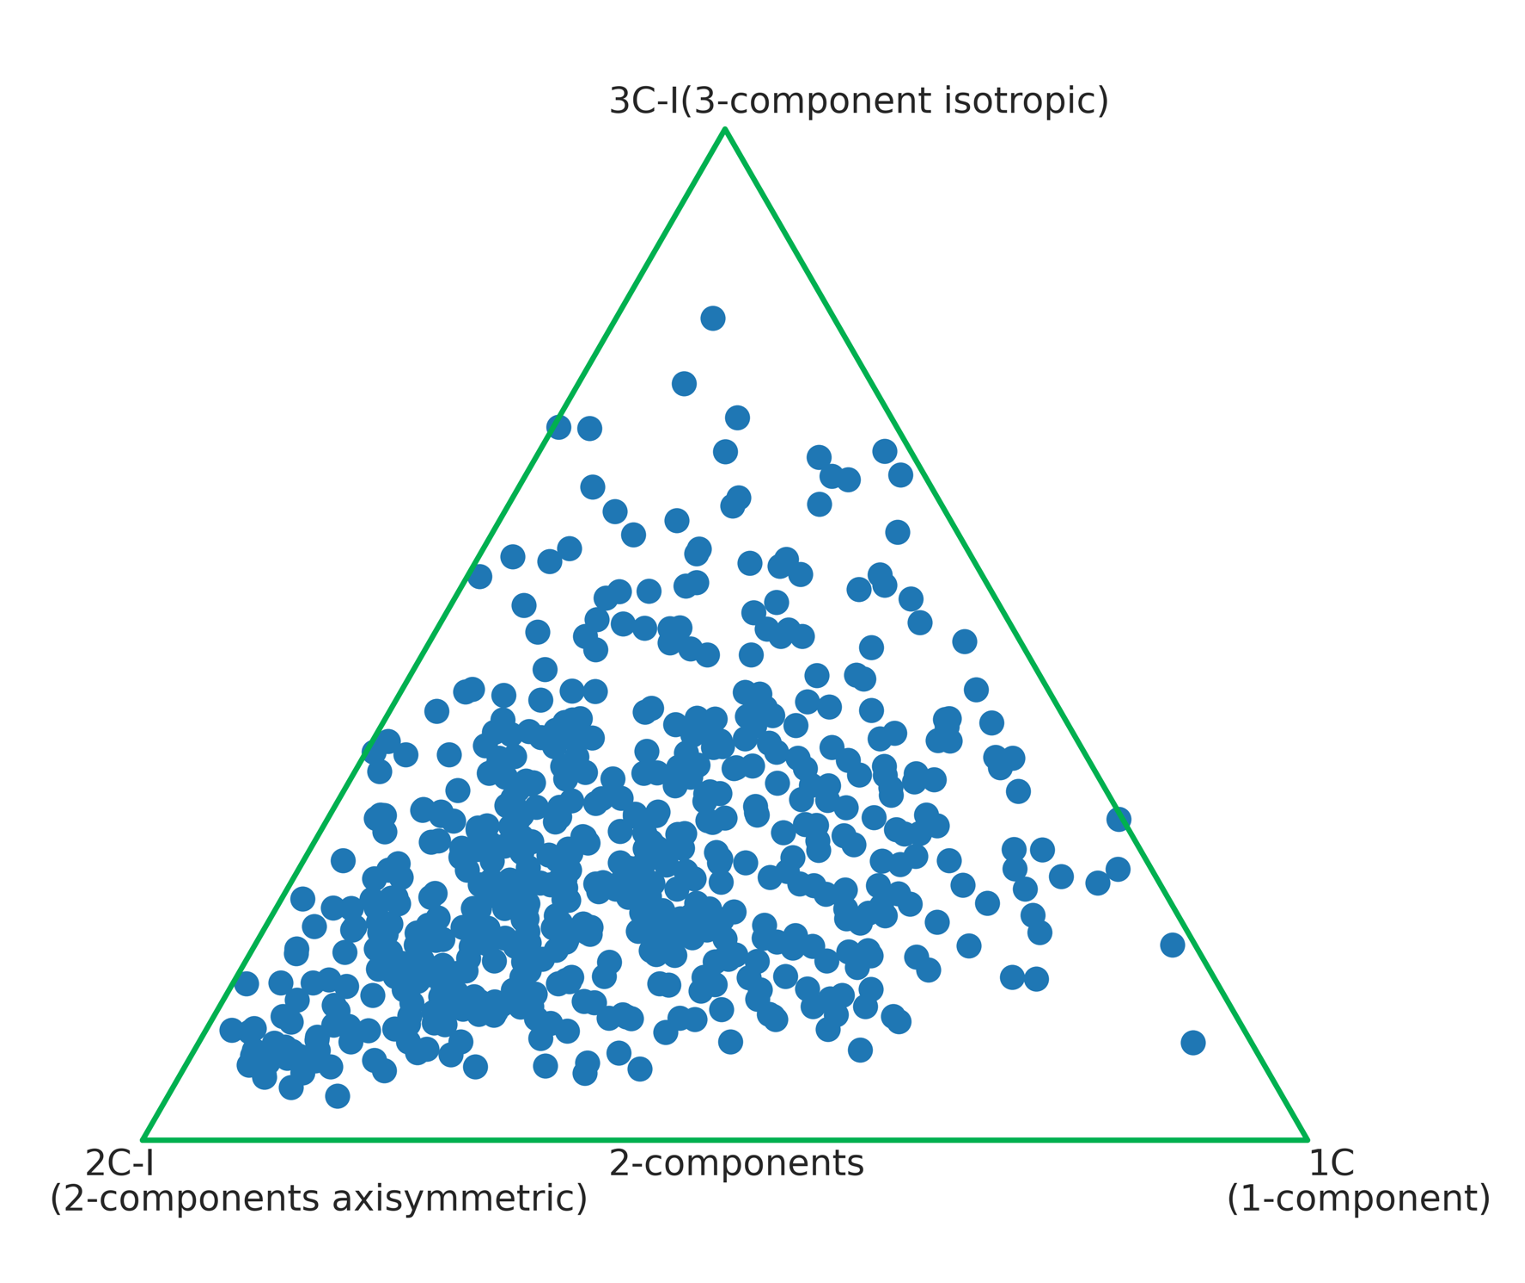 3C-I(3-component isotropic)
2C-I
2-components
1C
(2-components axisymmetric)
(1-component)